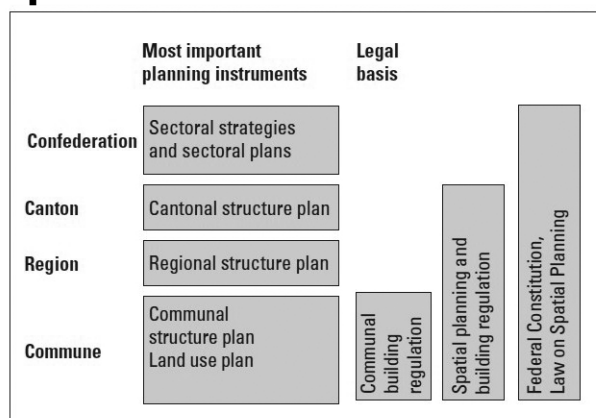 Most important
planning instruments
Legal
basis
Confederation
Sectoral strategies
and sectoral plans
Canton
Cantonal structure plan
Region
Regional structure plan
Commune
Communal
structure plan
Land use plan
Communal
building
regulation
Spatial planning and
building regulation
Federal Constitution,
Law on Spatial Planning